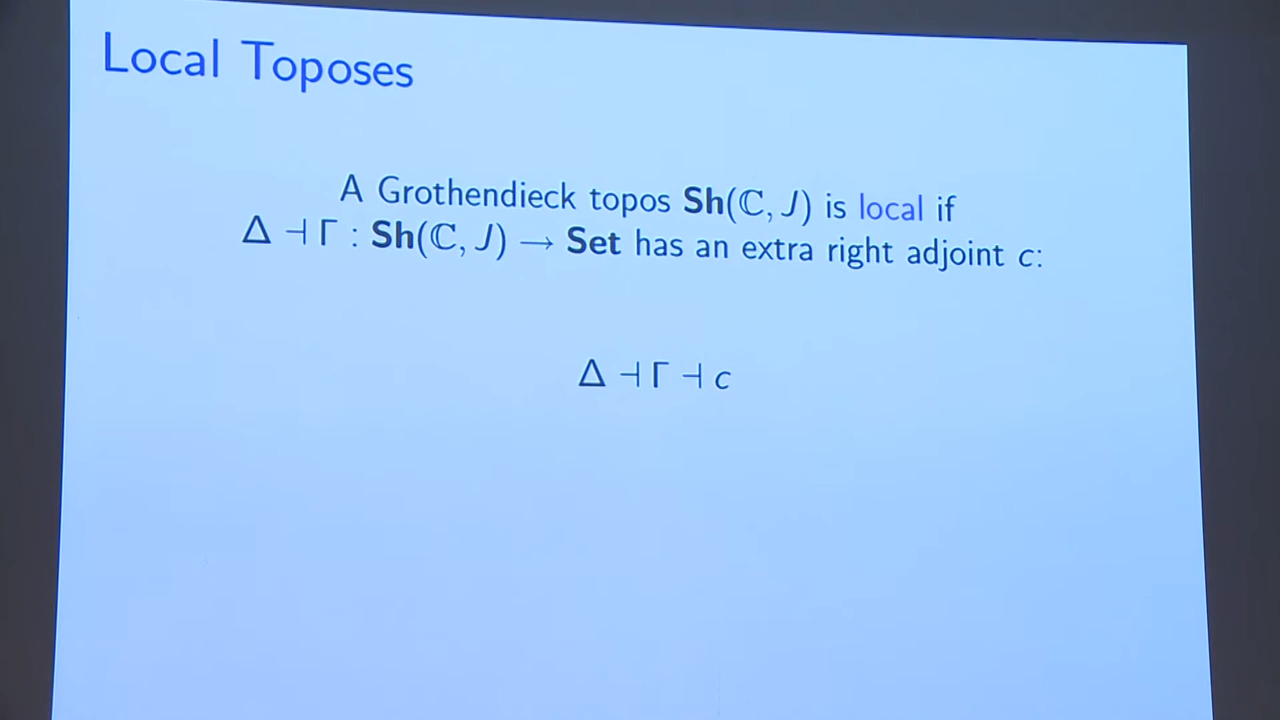 Local Toposes
A Grothendieck topos Sh(ℂ, J) is local if
Δ ⊣ Γ : Sh(ℂ, J) → Set has an extra right adjoint c:
Δ ⊣ Γ ⊣ c